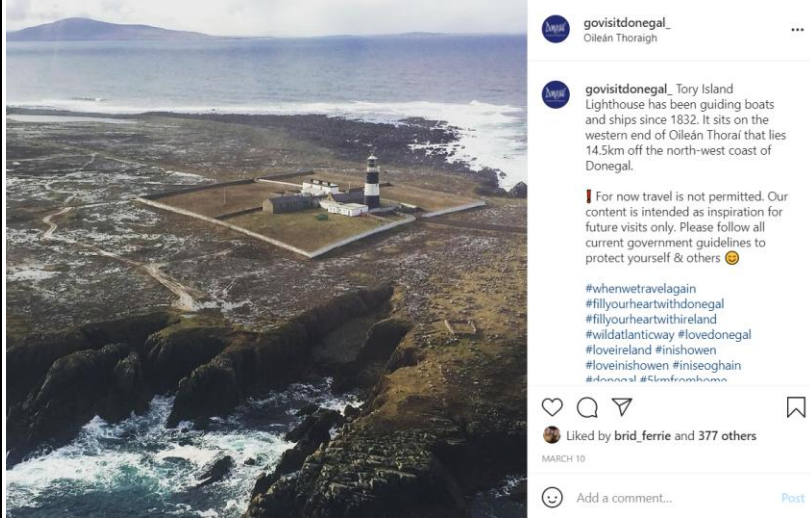 govisitdonegal_
Oileán Thoraigh
govisitdonegal_ Tory Island
Lighthouse has been guiding boats
and ships since 1832. It sits on the
western end of Oileán Thoraí that lies
14.5km off the north-west coast of
Donegal.
❗For now travel is not permitted. Our
content is intended as inspiration for
future visits only. Please follow all
current government guidelines to
protect yourself & others 😊
#whenwetravelagain
#fillyourheartwithdonegal
#fillyourheartwithireland
#wildatlanticway #lovedonegal
#loveireland #inishowen
#loveinishowen #iniseoghain
#donegal #5kmfromhome
Liked by brid_ferrie and 377 others
MARCH 10
Add a comment... Post